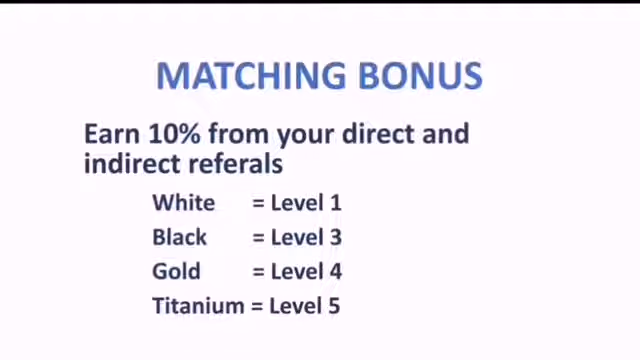 MATCHING BONUS
Earn 10% from your direct and
indirect referals
White = Level 1
Black = Level 3
Gold = Level 4
Titanium = Level 5